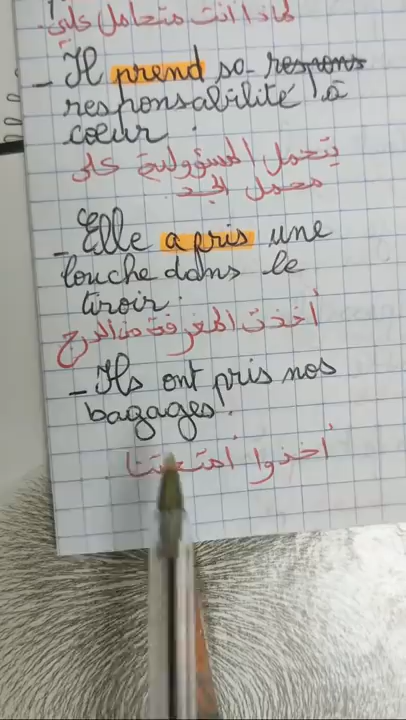 لماذا أنت متحامل علي
- Il prend sa respons
responsabilité à
coeur.
يتحمل المسؤولية على
محمل الجد
- Elle a pris une
louche dans le
tiroir.
أخذت المغرفة من الدرج
- Ils ont pris nos
bagages.
أخذوا أمتعتنا